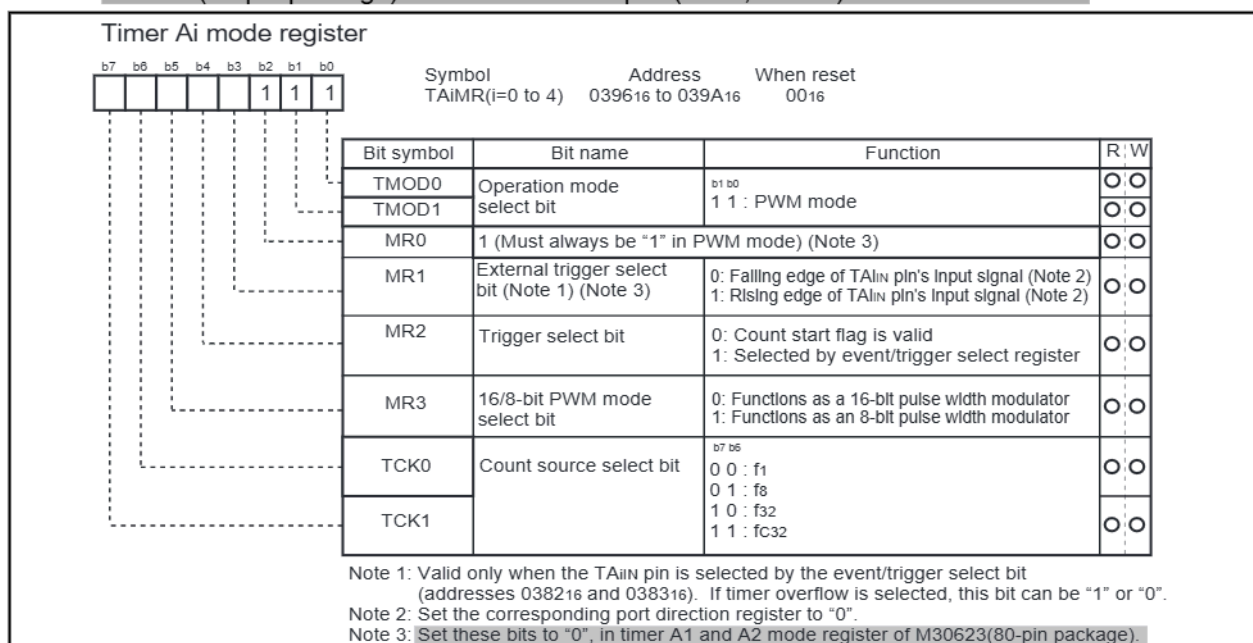 Timer Ai mode register
b7 b6 b5 b4 b3 b2 b1 b0
1 1 1
Symbol Address When reset
TAiMR(i=0 to 4) 039616 to 039A16 0016
Bit symbol Bit name Function R W
TMOD0 Operation mode select bit b1 b0
TMOD1 1 1 : PWM mode
MR0 1 (Must always be “1” in PWM mode) (Note 3)
MR1 External trigger select 0: Falling edge of TAiIN pin's input signal (Note 2)
bit (Note 1) (Note 3) 1: Rising edge of TAiIN pin's input signal (Note 2)
MR2 Trigger select bit 0: Count start flag is valid
1: Selected by event/trigger select register
MR3 16/8-bit PWM mode 0: Functions as a 16-bit pulse width modulator
select bit 1: Functions as an 8-bit pulse width modulator
b7 b6
TCK0 Count source select bit 0 0 : f1
0 1 : f8
TCK1 1 0 : f32
1 1 : fC32
Note 1: Valid only when the TAiIN pin is selected by the event/trigger select bit
(addresses 038216 and 038316). If timer overflow is selected, this bit can be “1” or “0”.
Note 2: Set the corresponding port direction register to “0”.
Note 3: Set these bits to “0”, in timer A1 and A2 mode register of M30623(80-pin package).